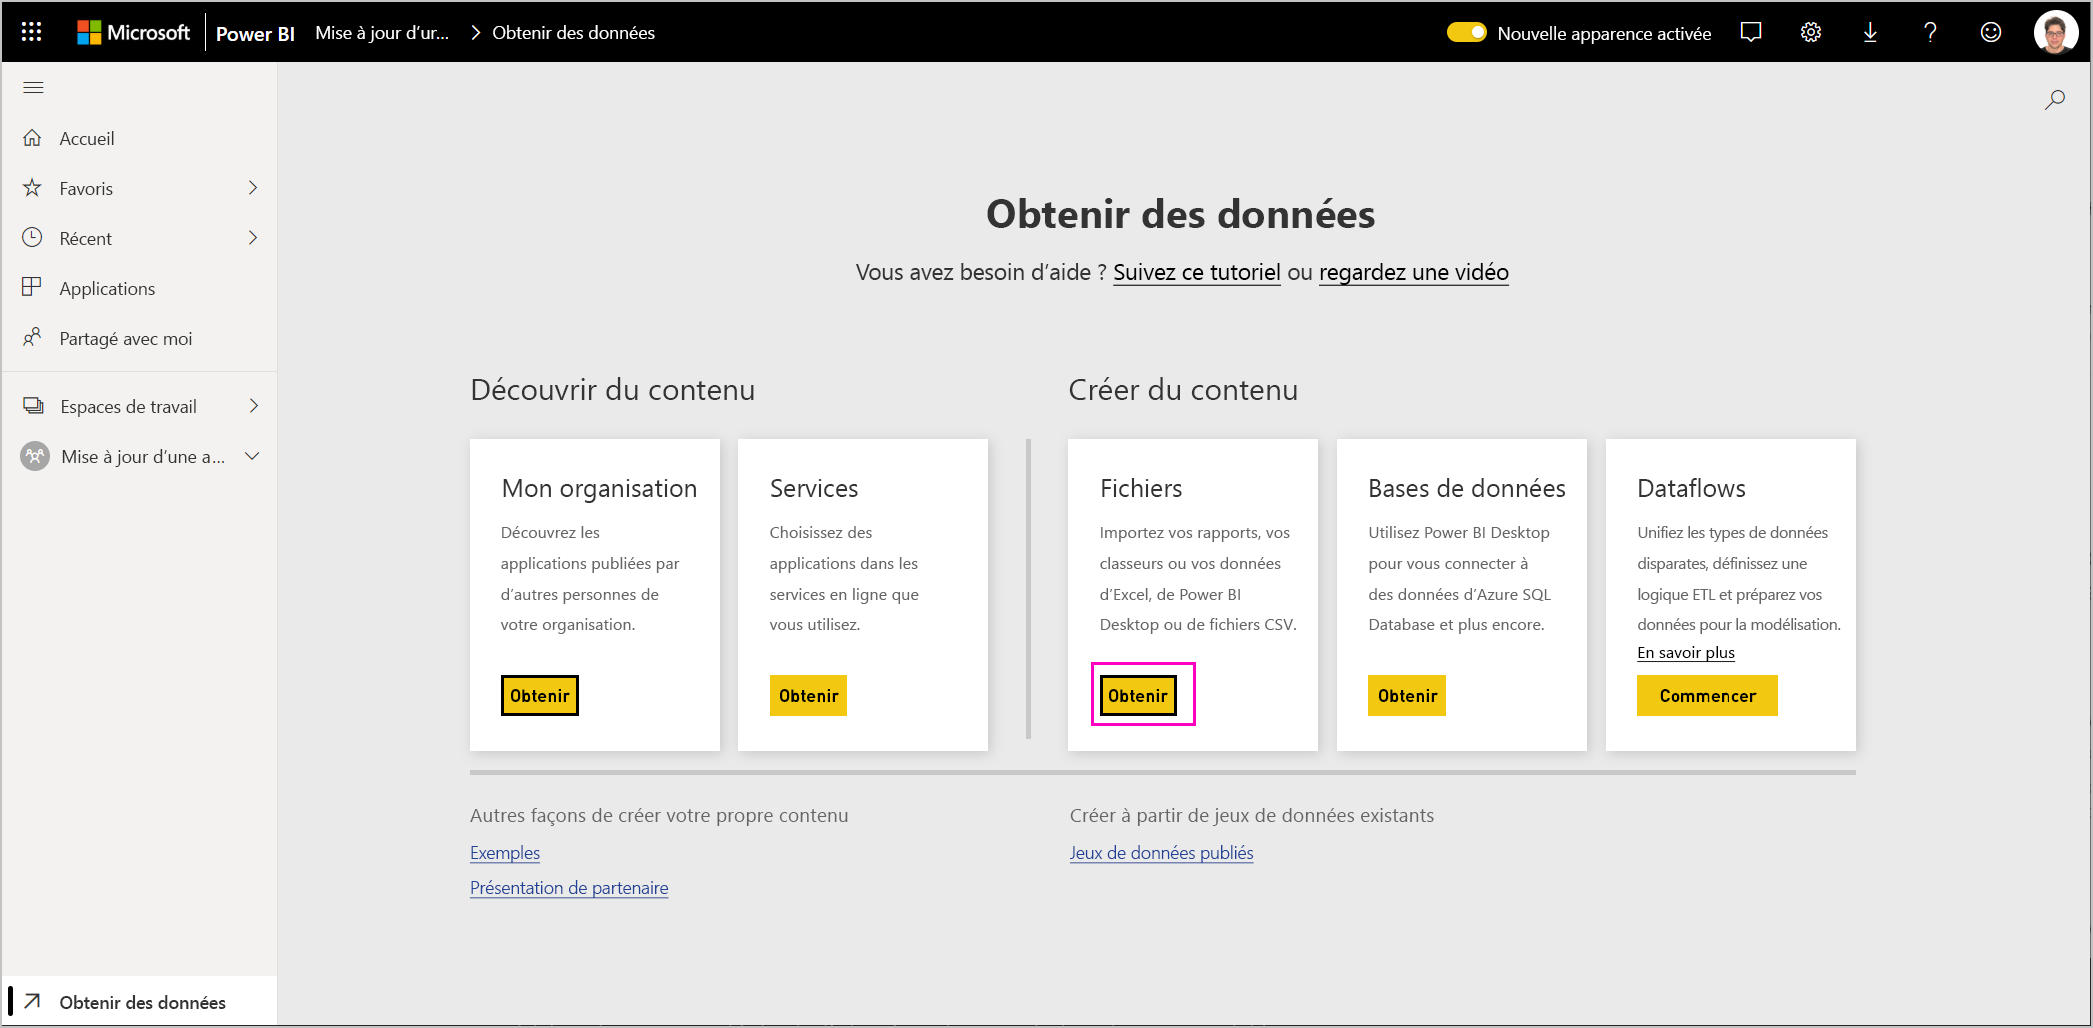 Microsoft Power BI Mise à jour d'ur... > Obtenir des données
Nouvelle apparence activée
Accueil
Favoris
Récent
Applications
Partagé avec moi
Espaces de travail
Mise à jour d'une a...
Obtenir des données
Obtenir des données
Vous avez besoin d'aide ? Suivez ce tutoriel ou regardez une vidéo
Découvrir du contenu
Mon organisation
Découvrez les
applications publiées par
d'autres personnes de
votre organisation.
Obtenir
Services
Choisissez des
applications dans les
services en ligne que
vous utilisez.
Obtenir
Créer du contenu
Fichiers
Importez vos rapports, vos
classeurs ou vos données
d'Excel, de Power BI
Desktop ou de fichiers CSV.
Obtenir
Bases de données
Utilisez Power BI Desktop
pour vous connecter à
des données d'Azure SQL
Database et plus encore.
Obtenir
Dataflows
Unifiez les types de données
disparates, définissez une
logique ETL et préparez vos
données pour la modélisation.
En savoir plus
Commencer
Autres façons de créer votre propre contenu
Exemples
Présentation de partenaire
Créer à partir de jeux de données existants
Jeux de données publiés